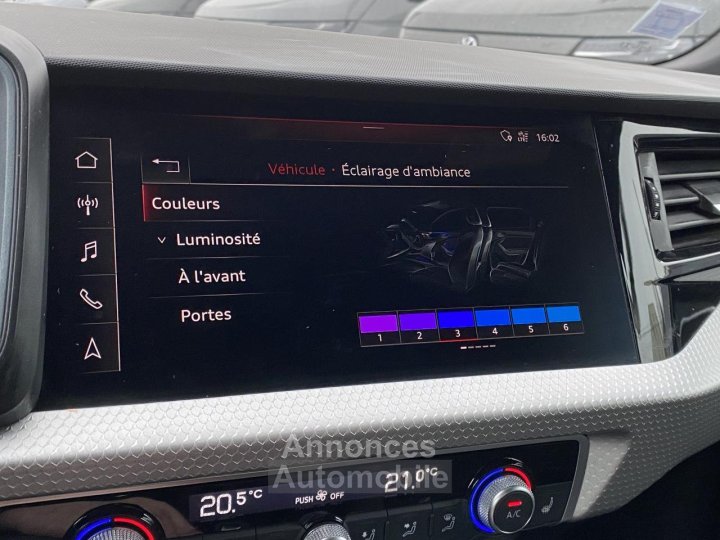 16:02
Véhicule · Éclairage d'ambiance
Couleurs
Luminosité
À l'avant
Portes
1 2 3 4 5 6
Annonces
Automobile
20.5°C
PUSH OFF
21.0°C
A/C